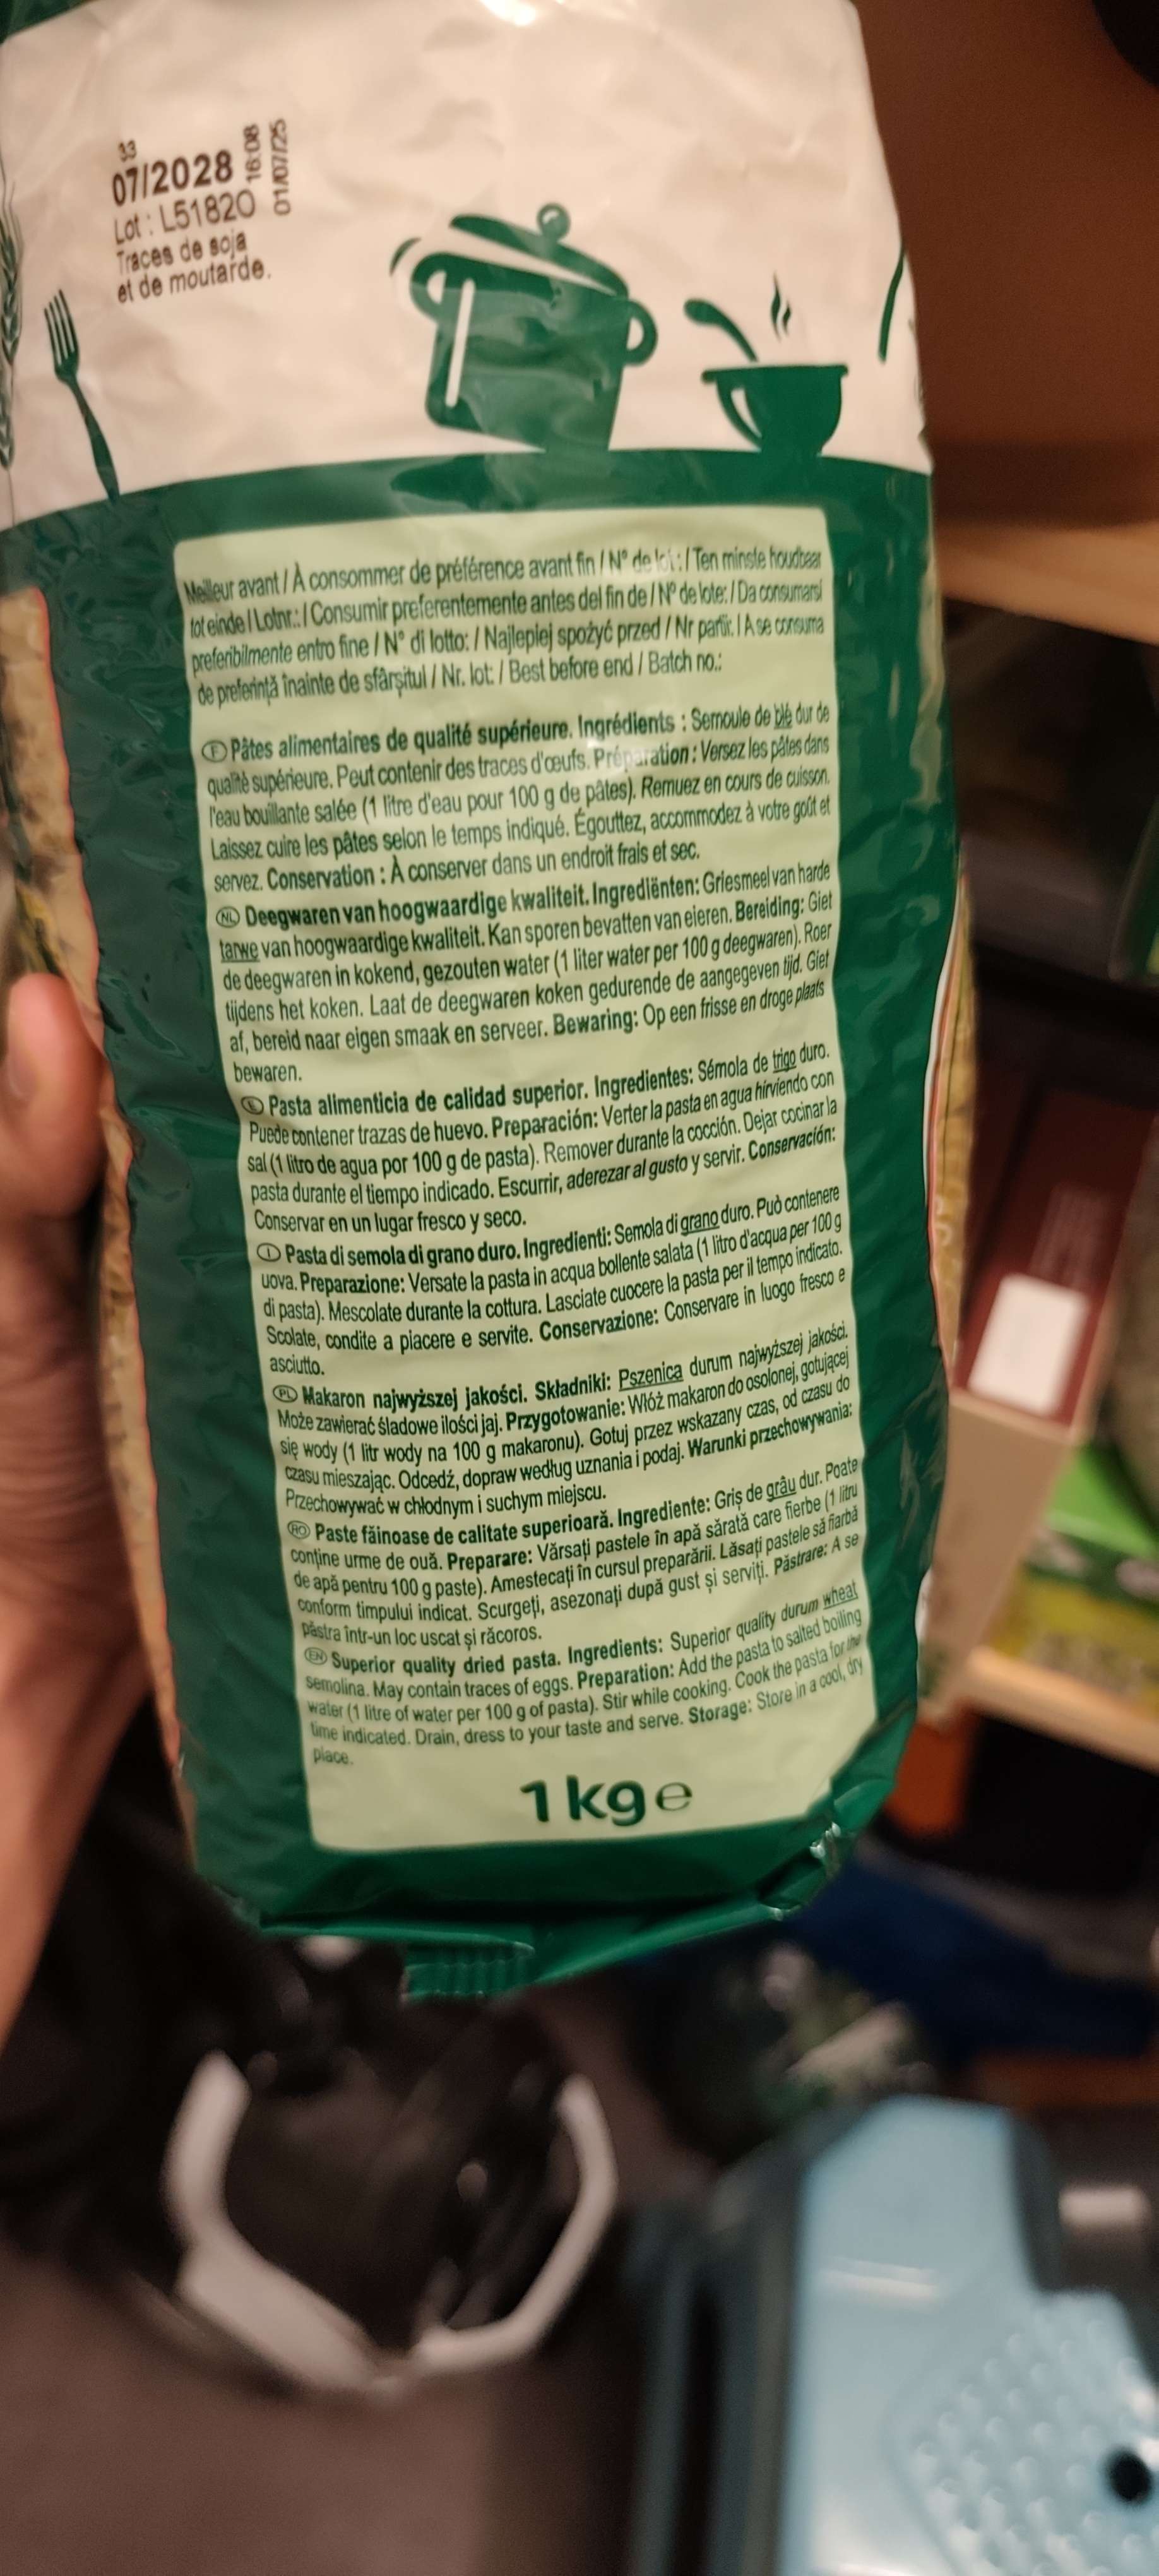 33
07/2028
Lot : L51820
Traces de soja
et de moutarde.
16:08
01/07/25
Meilleur avant / À consommer de préférence avant fin / N° de lot : / Ten minste houdbaar
tot einde / Lotnr.: / Consumir preferentemente antes del fin de / Nº de lote: / Da consumarsi
preferibilmente entro fine / N° di lotto: / Najlepiej spożyć przed / Nr partii: / A se consuma
de preferință înainte de sfârșitul / Nr. lot: / Best before end / Batch no.:
F Pâtes alimentaires de qualité supérieure. Ingrédients : Semoule de blé dur de
qualité supérieure. Peut contenir des traces d'œufs. Préparation : Versez les pâtes dans
l'eau bouillante salée (1 litre d'eau pour 100 g de pâtes). Remuez en cours de cuisson.
Laissez cuire les pâtes selon le temps indiqué. Égouttez, accommodez à votre goût et
servez. Conservation : À conserver dans un endroit frais et sec.
NL Deegwaren van hoogwaardige kwaliteit. Ingrediënten: Griesmeel van harde
tarwe van hoogwaardige kwaliteit. Kan sporen bevatten van eieren. Bereiding: Giet
de deegwaren in kokend, gezouten water (1 liter water per 100 g deegwaren). Roer
tijdens het koken. Laat de deegwaren koken gedurende de aangegeven tijd. Giet
af, bereid naar eigen smaak en serveer. Bewaring: Op een frisse en droge plaats
bewaren.
E Pasta alimenticia de calidad superior. Ingredientes: Sémola de trigo duro.
Puede contener trazas de huevo. Preparación: Verter la pasta en agua hirviendo con
sal (1 litro de agua por 100 g de pasta). Remover durante la cocción. Dejar cocinar la
pasta durante el tiempo indicado. Escurrir, aderezar al gusto y servir. Conservación:
Conservar en un lugar fresco y seco.
I Pasta di semola di grano duro. Ingredienti: Semola di grano duro. Può contenere
uova. Preparazione: Versate la pasta in acqua bollente salata (1 litro d'acqua per 100 g
di pasta). Mescolate durante la cottura. Lasciate cuocere la pasta per il tempo indicato.
Scolate, condite a piacere e servite. Conservazione: Conservare in luogo fresco e
asciutto.
PL Makaron najwyższej jakości. Składniki: Pszenica durum najwyższej jakości.
Może zawierać śladowe ilości jaj. Przygotowanie: Włóż makaron do osolonej, gotującej
się wody (1 litr wody na 100 g makaronu). Gotuj przez wskazany czas, od czasu do
czasu mieszając. Odcedź, dopraw według uznania i podaj. Warunki przechowywania:
Przechowywać w chłodnym i suchym miejscu.
RO Paste făinoase de calitate superioară. Ingrediente: Griș de grâu dur. Poate
conține urme de ouă. Preparare: Vărsați pastele în apă sărată care fierbe (1 litru
de apă pentru 100 g paste). Amestecați în cursul preparării. Lăsați pastele să fiarbă
conform timpului indicat. Scurgeți, asezonați după gust și serviți. Păstrare: A se
păstra într-un loc uscat și răcoros.
EN Superior quality dried pasta. Ingredients: Superior quality durum wheat
semolina. May contain traces of eggs. Preparation: Add the pasta to salted boiling
water (1 litre of water per 100 g of pasta). Stir while cooking. Cook the pasta for the
time indicated. Drain, dress to your taste and serve. Storage: Store in a cool, dry
place.
1 kg e